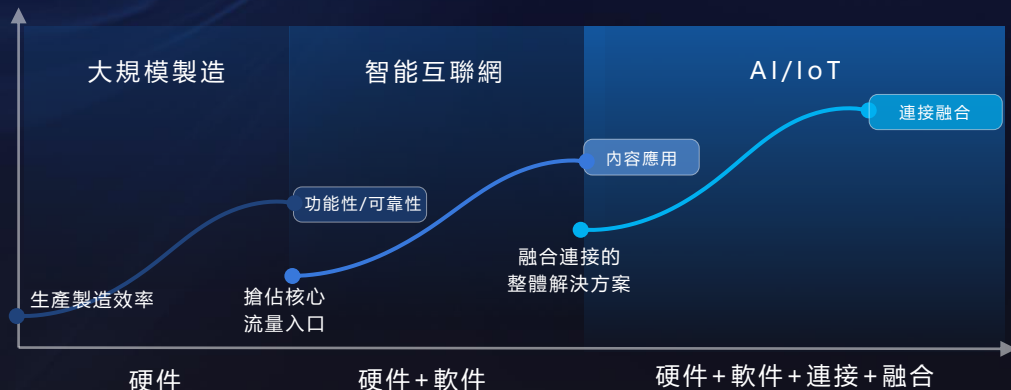 大規模製造
智能互聯網
AI/IoT
連接融合
內容應用
功能性/可靠性
融合連接的
整體解決方案
生產製造效率
搶佔核心
流量入口
硬件
硬件+軟件
硬件+軟件+連接+融合